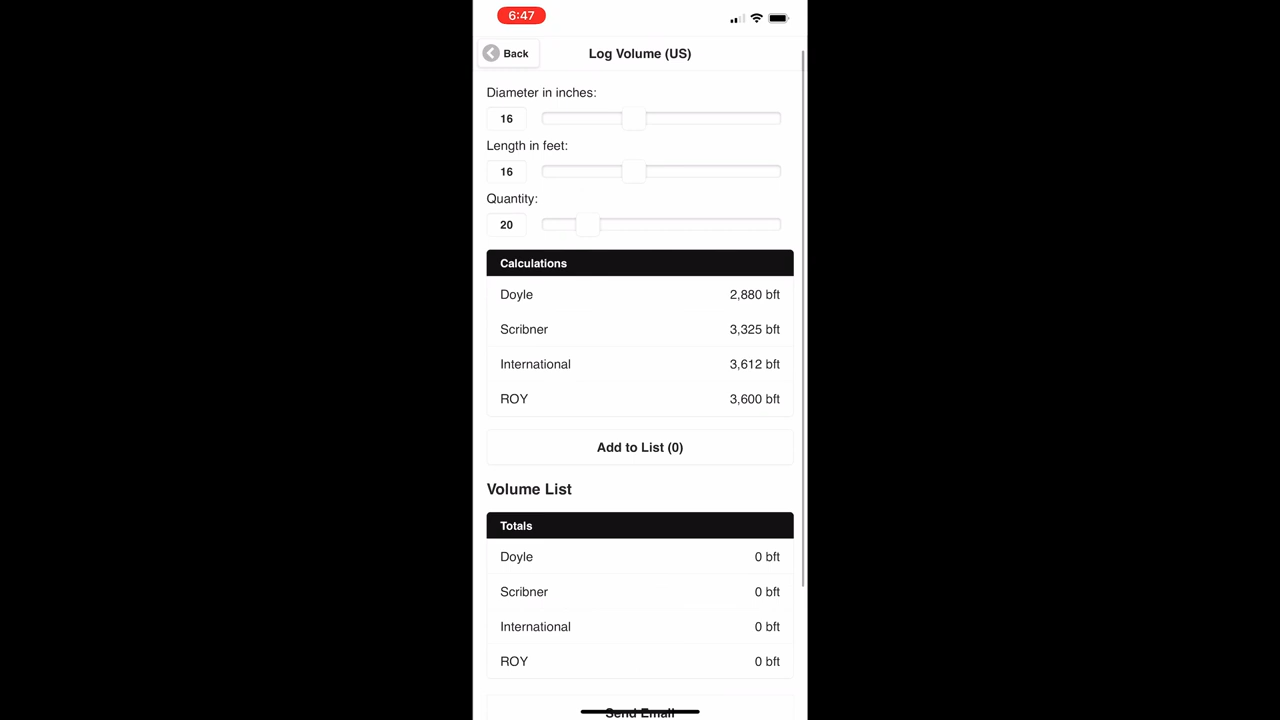 6:47
Back
Log Volume (US)
Diameter in inches:
16
Length in feet:
16
Quantity:
20
Calculations
Doyle 2,880 bft
Scribner 3,325 bft
International 3,612 bft
ROY 3,600 bft
Add to List (0)
Volume List
Totals
Doyle 0 bft
Scribner 0 bft
International 0 bft
ROY 0 bft
Send Email